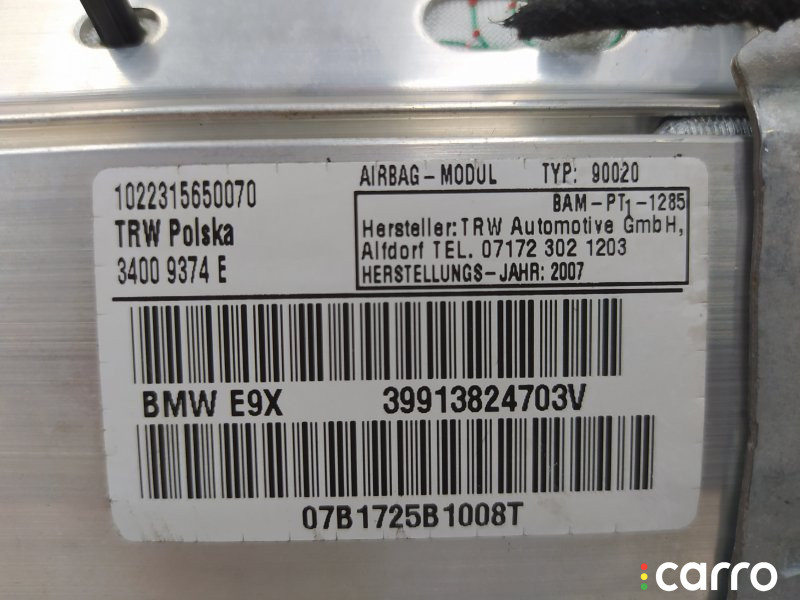 1022315650070
TRW Polska
3400 9374 E
AIRBAG-MODUL TYP: 90020
BAM-PT1-1285
Hersteller: TRW Automotive GmbH,
Alfdorf TEL. 07172 302 1203
HERSTELLUNGS-JAHR: 2007
BMW E9X 39913824703V
07B1725B1008T
carro